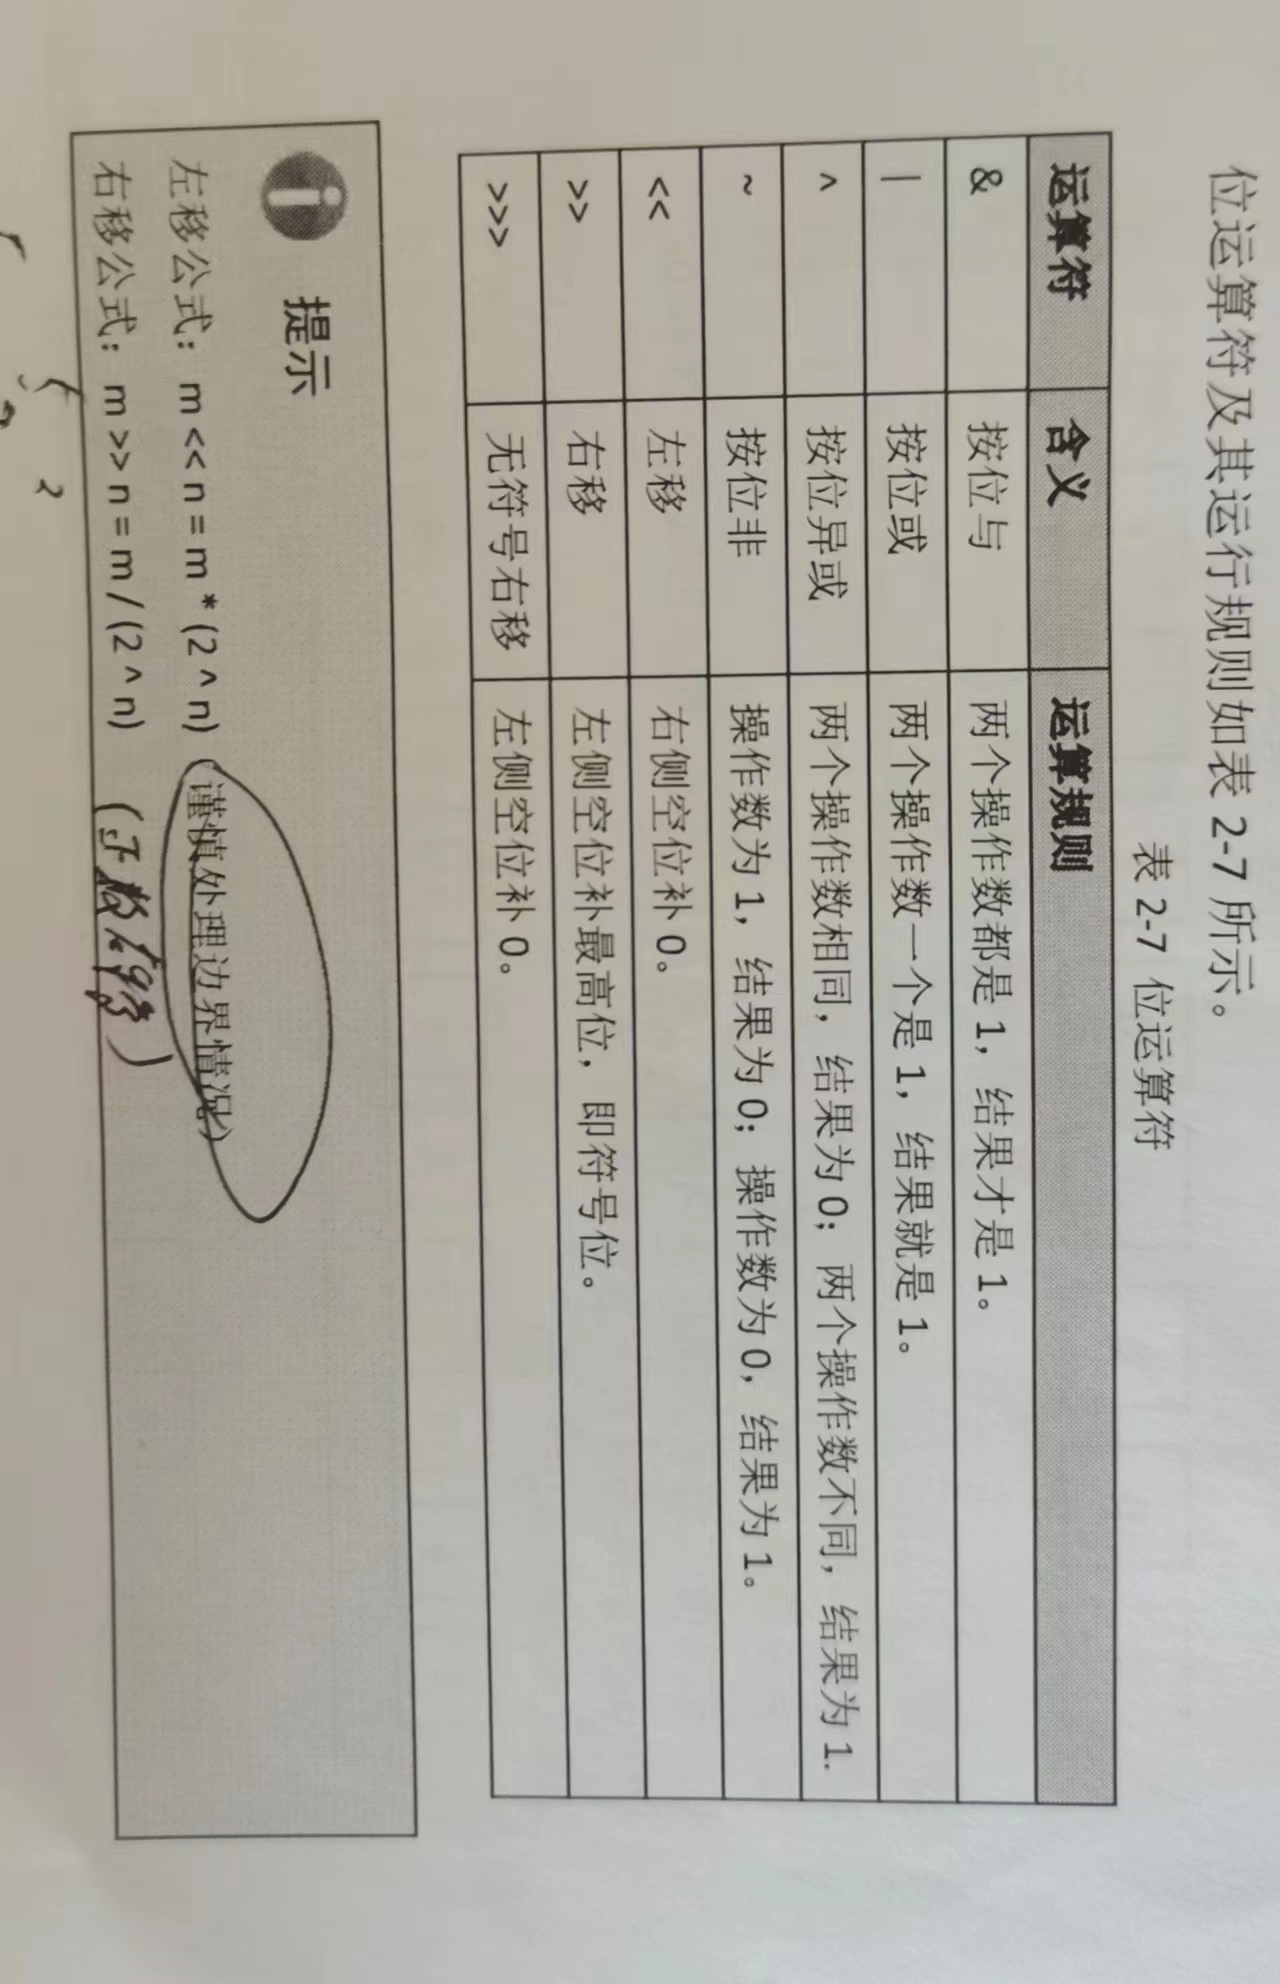 位运算符及其运行规则如表 2-7 所示。
表 2-7 位运算符
运算符 含义 运算规则
& 按位与 两个操作数都是 1，结果才是 1。
| 按位或 两个操作数一个是 1，结果就是 1。
^ 按位异或 两个操作数相同，结果为 0；两个操作数不同，结果为 1.
~ 按位非 操作数为 1，结果为 0；操作数为 0，结果为 1。
<< 左移 右侧空位补 0。
>> 右移 左侧空位补最高位，即符号位。
>>> 无符号右移 左侧空位补 0。
提示
左移公式：m << n = m * (2 ^ n)（谨慎处理边界情况）
右移公式：m >> n = m / (2 ^ n) (正数右移)
5 2